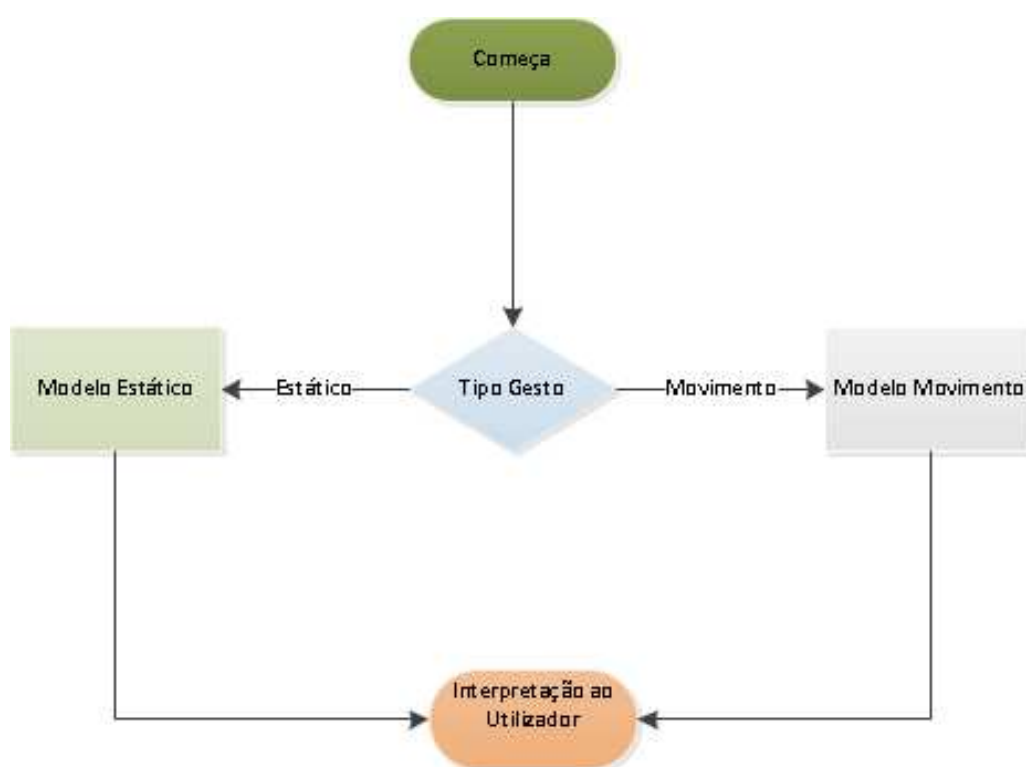 Começa
Modelo Estático
Estático
Tipo Gesto
Movimento
Modelo Movimento
Interpretação ao
Utilizador